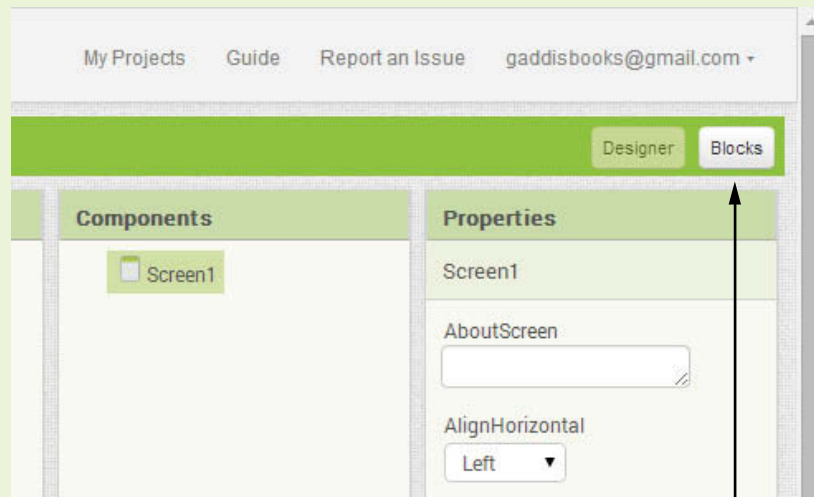 My Projects Guide Report an Issue gaddisbooks@gmail.com
Designer Blocks
Components Properties
Screen1 Screen1
AboutScreen
AlignHorizontal
Left